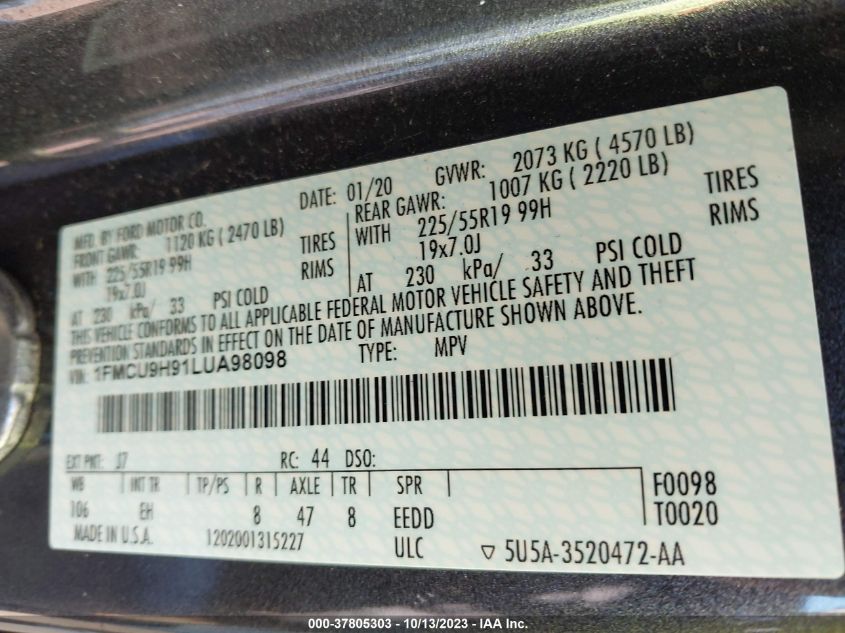 MFD. BY FORD MOTOR CO.
DATE: 01/20 GVWR: 2073 KG ( 4570 LB)
FRONT GAWR: 1120 KG ( 2470 LB)
WITH 225/55R19 99H TIRES
19x7.0J RIMS
AT 230 kPa/ 33 PSI COLD
REAR GAWR: 1007 KG ( 2220 LB)
WITH 225/55R19 99H TIRES
19x7.0J RIMS
AT 230 kPa/ 33 PSI COLD
THIS VEHICLE CONFORMS TO ALL APPLICABLE FEDERAL MOTOR VEHICLE SAFETY AND THEFT
PREVENTION STANDARDS IN EFFECT ON THE DATE OF MANUFACTURE SHOWN ABOVE.
VIN: 1FMCU9H91LUA98098 TYPE: MPV
EXT PNT: J7 RC: 44 DSO:
WB INT TR TP/PS R AXLE TR SPR F0098
106 EH 8 47 8 EEDD T0020
MADE IN U.S.A. 1202001315227 ULC ▽ 5U5A-3520472-AA
000-37805303 - 10/13/2023 - IAA Inc.